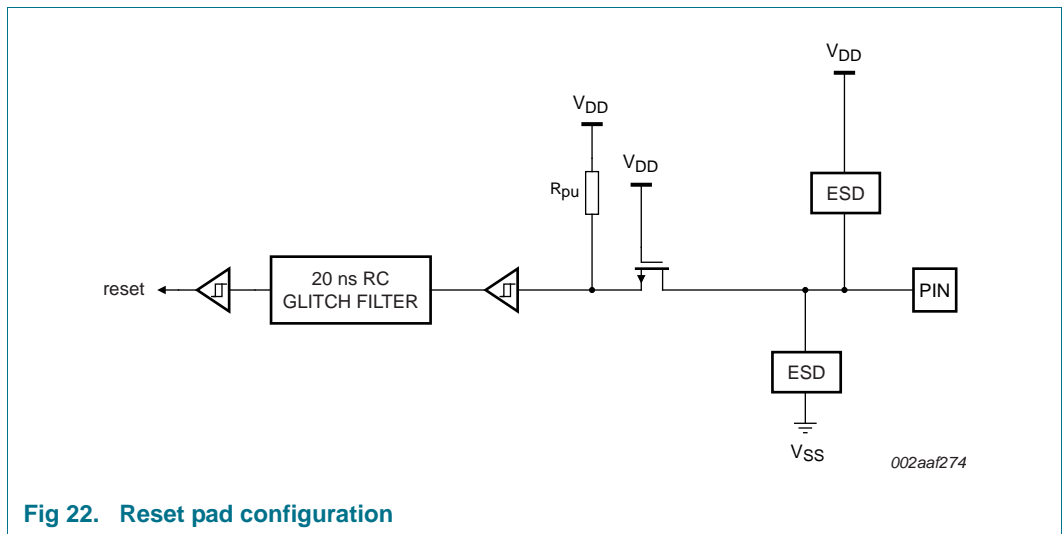 VDD
VDD
VDD
Rpu
ESD
reset
20 ns RC
GLITCH FILTER
PIN
ESD
VSS
002aaf274
Fig 22. Reset pad configuration